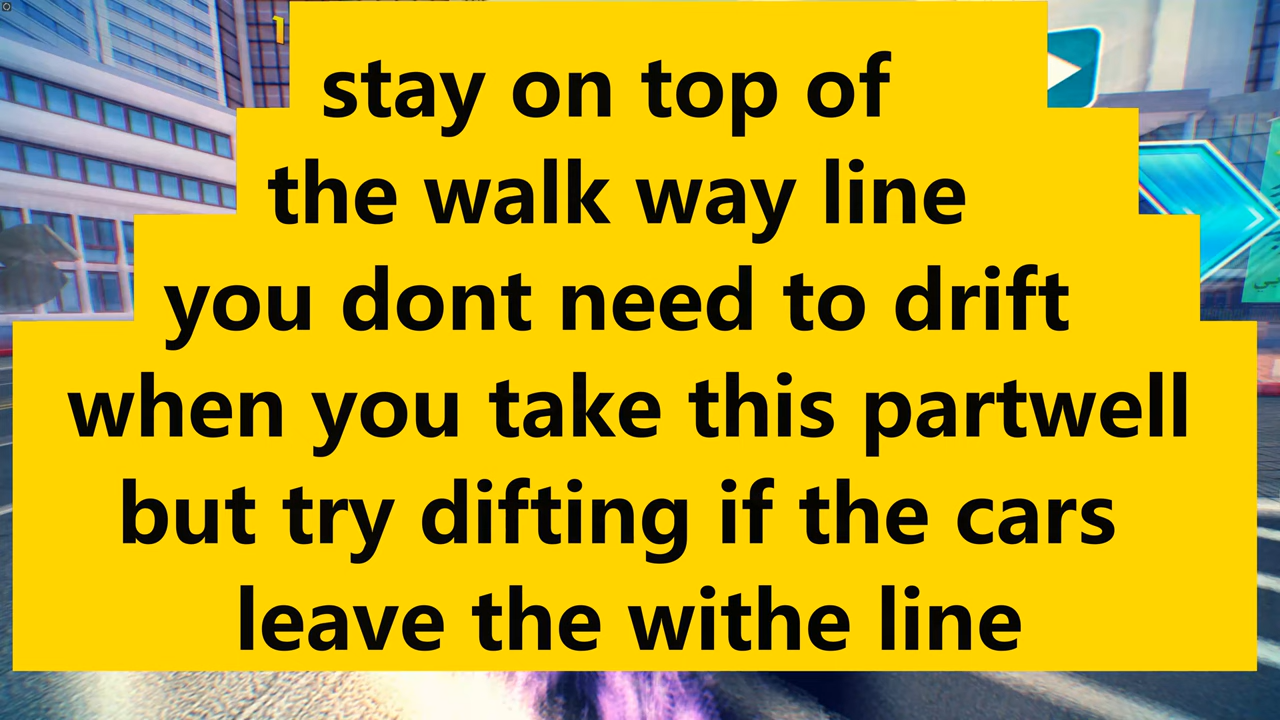 stay on top of
the walk way line
you dont need to drift
when you take this partwell
but try difting if the cars
leave the withe line